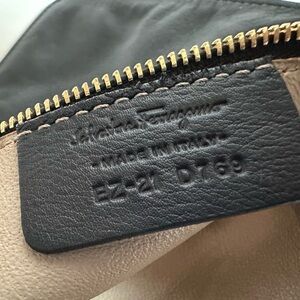 Salvatore Ferragamo
- MADE IN ITALY -
EZ-21 D769